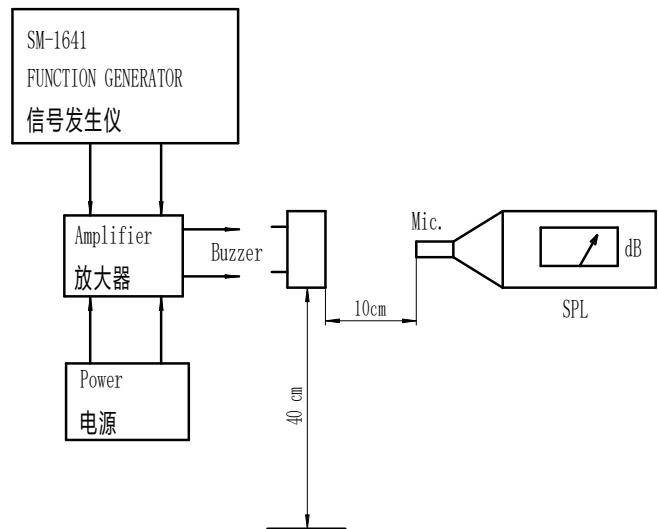 SM-1641
FUNCTION GENERATOR
信号发生仪
Amplifier
放大器
Buzzer
Mic.
dB
SPL
10cm
40 cm
Power
电源